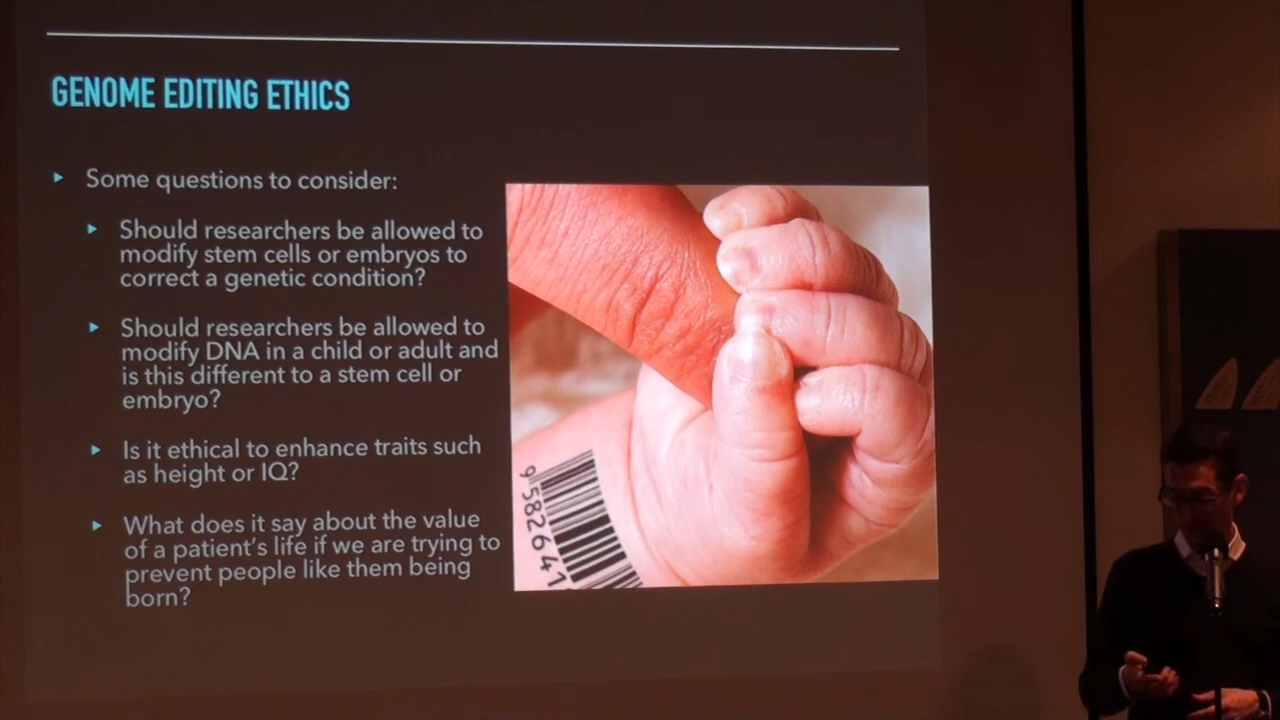 GENOME EDITING ETHICS
Some questions to consider:
Should researchers be allowed to
modify stem cells or embryos to
correct a genetic condition?
Should researchers be allowed to
modify DNA in a child or adult and
is this different to a stem cell or
embryo?
Is it ethical to enhance traits such
as height or IQ?
What does it say about the value
of a patient's life if we are trying to
prevent people like them being
born?
9 582641